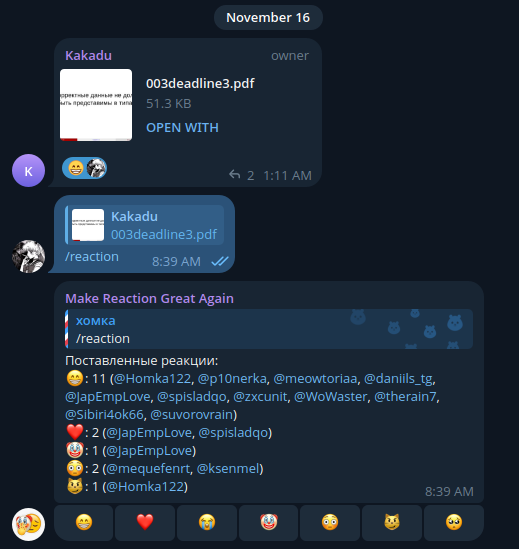 November 16
Kakadu owner
003deadline3.pdf
51.3 KB
OPEN WITH
орректные данные не дол
ыть представимы в типа
K
2 1:11 AM
Kakadu
003deadline3.pdf
/reaction 8:39 AM
Make Reaction Great Again
хомка
/reaction
Поставленные реакции:
😁: 11 (@Homka122, @p10nerka, @meowtoriaa, @daniils_tg,
@JapEmpLove, @spisladqo, @zxcunit, @WoWaster, @therain7,
@Sibiri4ok66, @suvorovrain)
❤️: 2 (@JapEmpLove, @spisladqo)
🤡: 1 (@JapEmpLove)
😳: 2 (@mequefenrt, @ksenmel)
😼: 1 (@Homka122)
8:39 AM